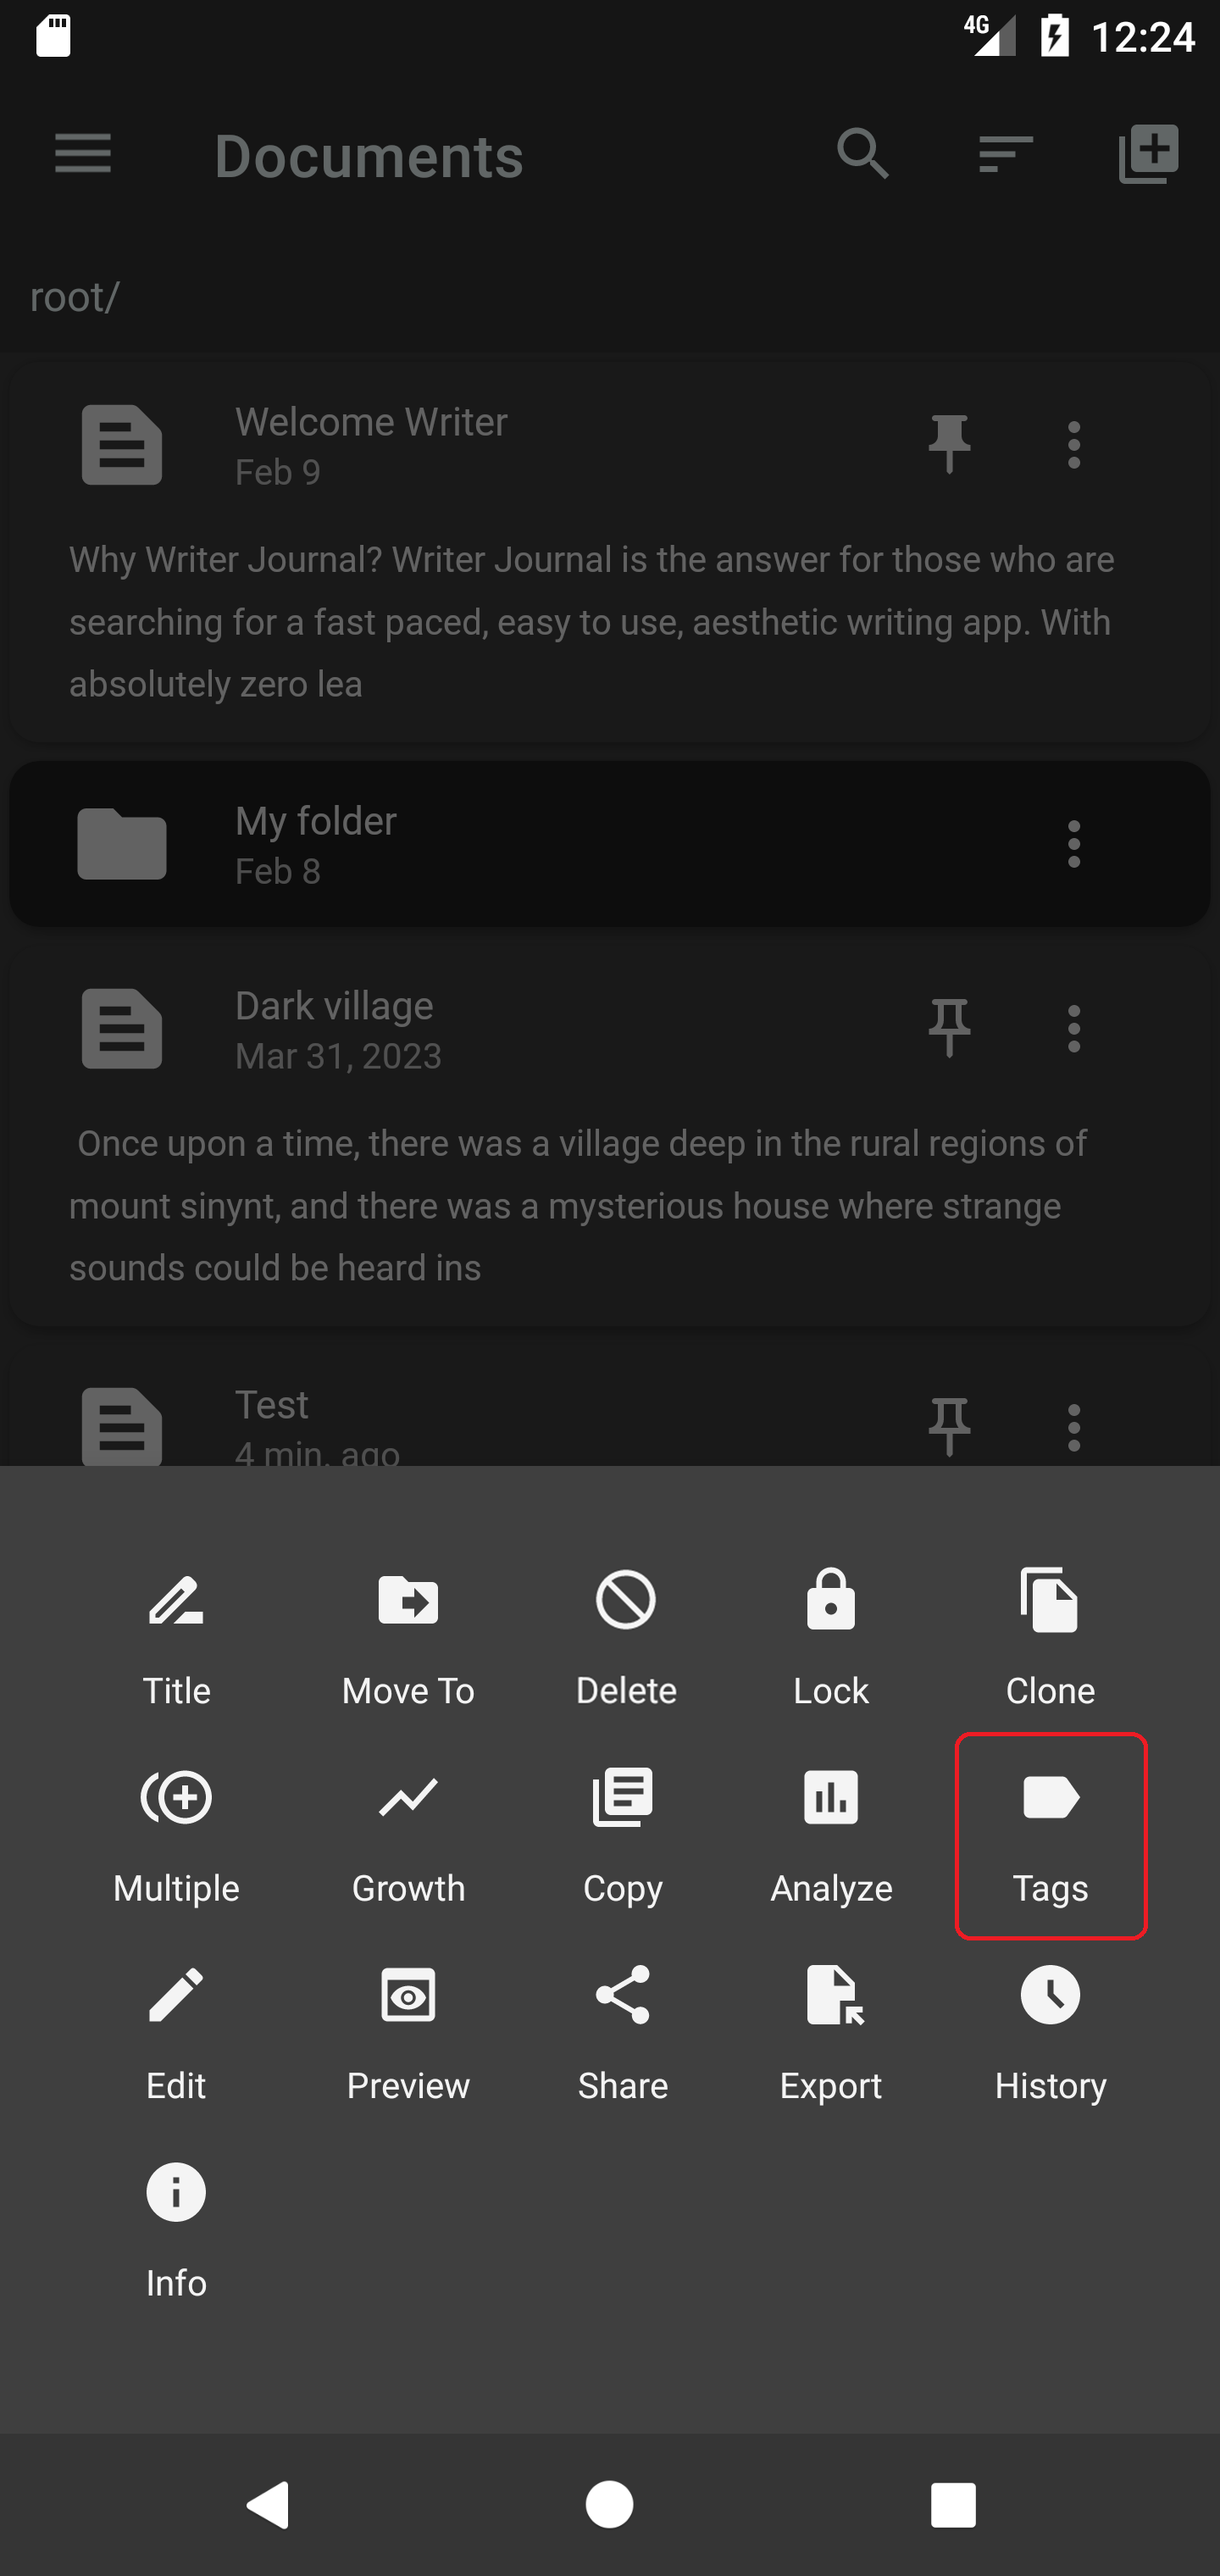 4G 12:24
Documents
root/
Welcome Writer
Feb 9
Why Writer Journal? Writer Journal is the answer for those who are
searching for a fast paced, easy to use, aesthetic writing app. With
absolutely zero lea
My folder
Feb 8
Dark village
Mar 31, 2023
Once upon a time, there was a village deep in the rural regions of
mount sinynt, and there was a mysterious house where strange
sounds could be heard ins
Test
4 min. ago
Title Move To Delete Lock Clone
Multiple Growth Copy Analyze Tags
Edit Preview Share Export History
Info